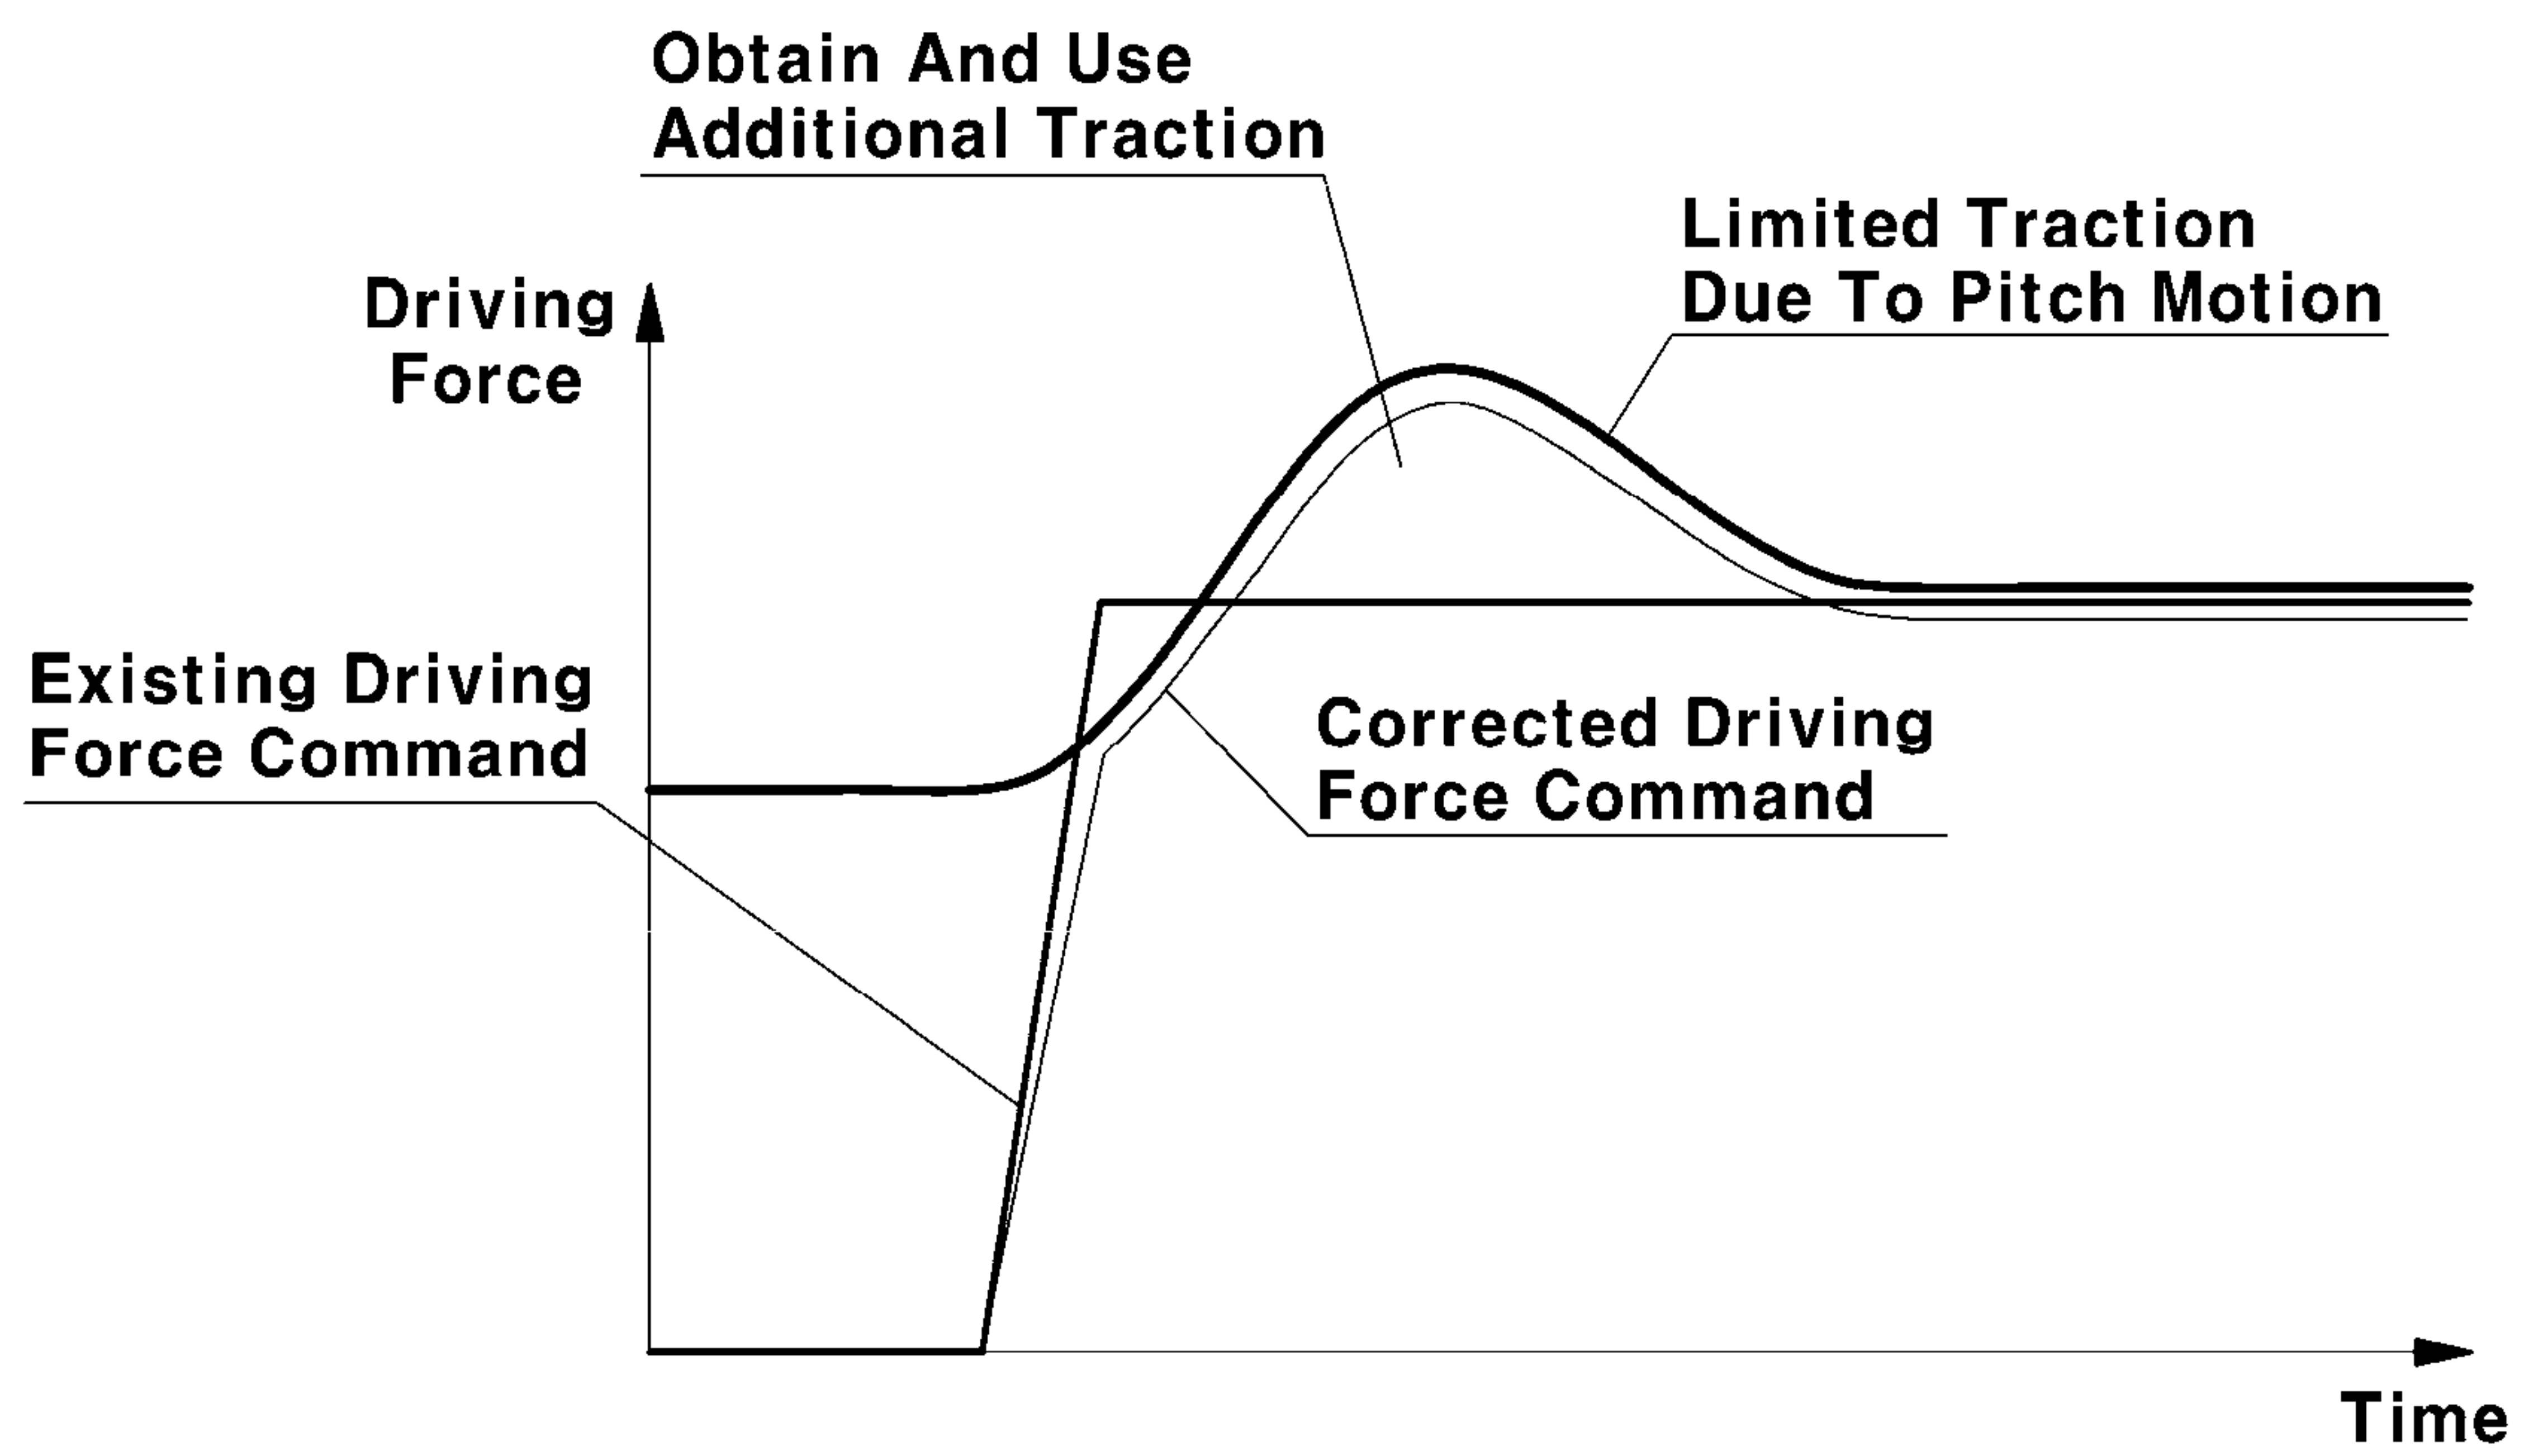 Obtain And Use
Additional Traction
Limited Traction
Due To Pitch Motion
Driving
Force
Existing Driving
Force Command
Corrected Driving
Force Command
Time